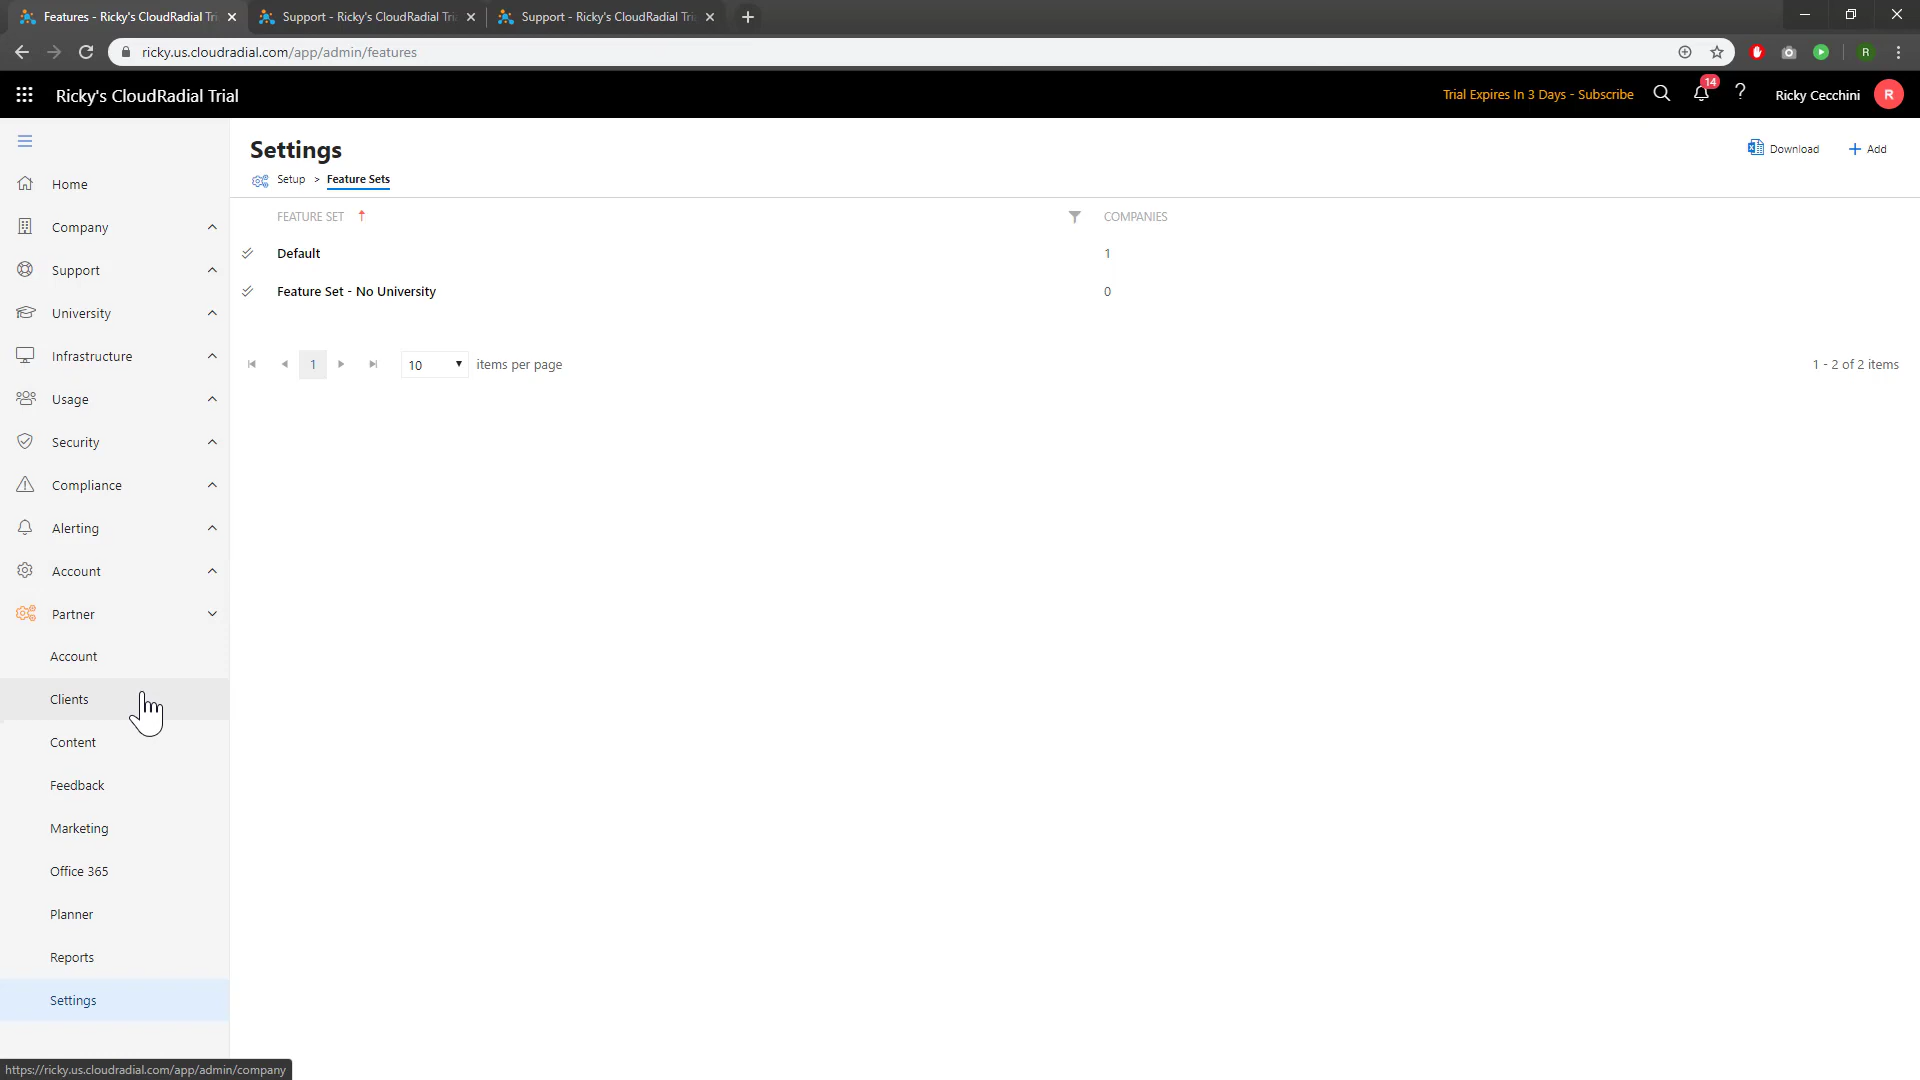 Features - Ricky's CloudRadial Tri
Support - Ricky's CloudRadial Tri
Support - Ricky's CloudRadial Tri
ricky.us.cloudradial.com/app/admin/features
R
Ricky's CloudRadial Trial
Trial Expires In 3 Days - Subscribe
14
?
Ricky Cecchini
R
Home
Company
Support
University
Infrastructure
Usage
Security
Compliance
Alerting
Account
Partner
Account
Clients
Content
Feedback
Marketing
Office 365
Planner
Reports
Settings
Settings
Download
+ Add
Setup > Feature Sets
FEATURE SET
COMPANIES
Default
1
Feature Set - No University
0
1
10
items per page
1 - 2 of 2 items
https://ricky.us.cloudradial.com/app/admin/company